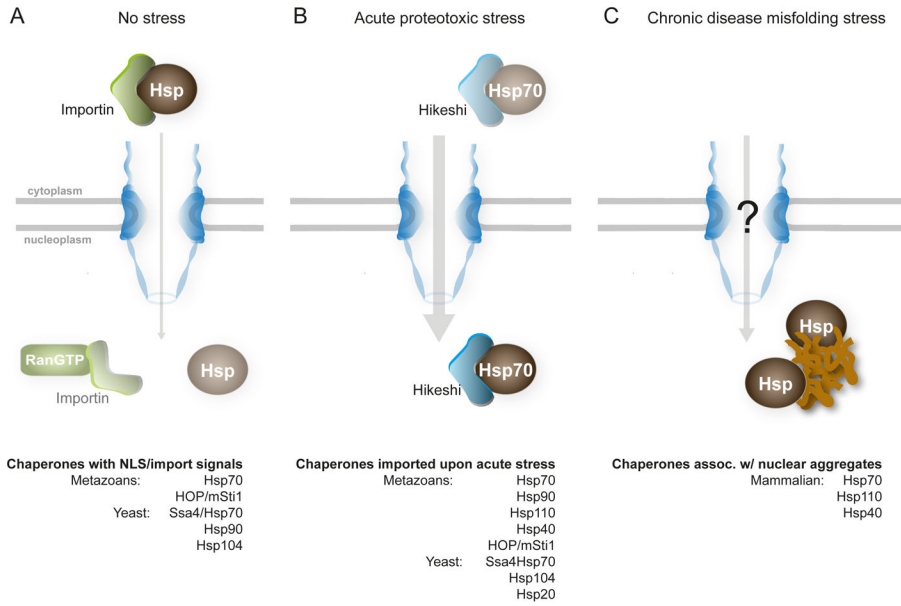 A No stress
Importin
Hsp
cytoplasm
nucleoplasm
RanGTP
Importin
Hsp
Chaperones with NLS/import signals
Metazoans: Hsp70
HOP/mSti1
Yeast: Ssa4/Hsp70
Hsp90
Hsp104
B Acute proteotoxic stress
Hikeshi
Hsp70
Hikeshi
Hsp70
Chaperones imported upon acute stress
Metazoans: Hsp70
Hsp90
Hsp110
Hsp40
HOP/mSti1
Yeast: Ssa4Hsp70
Hsp104
Hsp20
C Chronic disease misfolding stress
?
Hsp
Hsp
Chaperones assoc. w/ nuclear aggregates
Mammalian: Hsp70
Hsp110
Hsp40